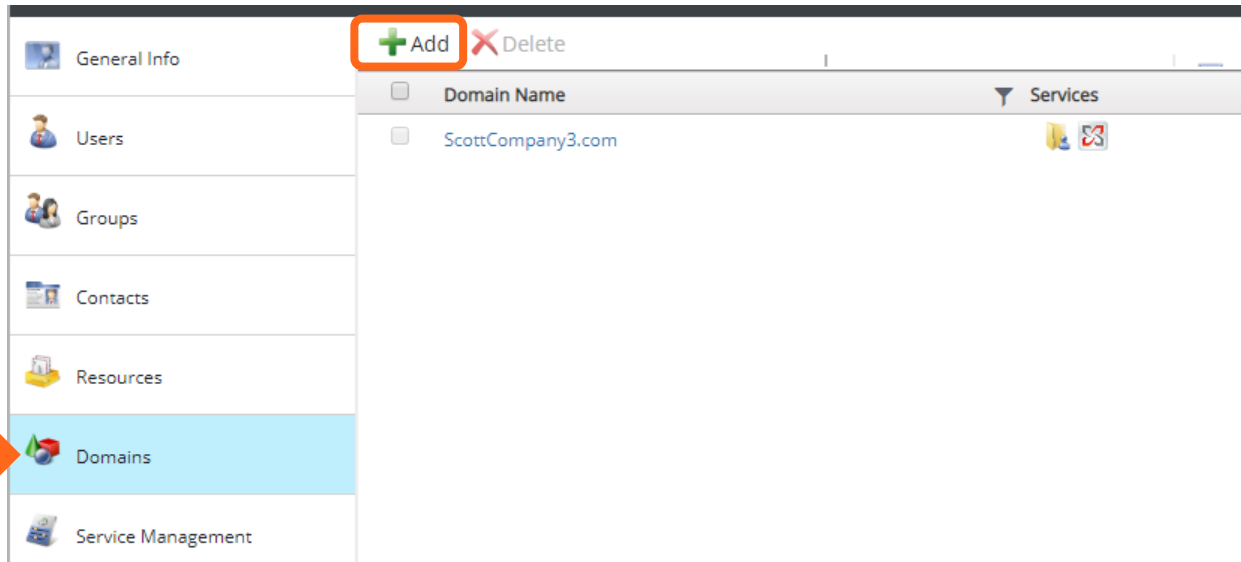 Add Delete
General Info
Domain Name Services
Users
ScottCompany3.com
Groups
Contacts
Resources
Domains
Service Management